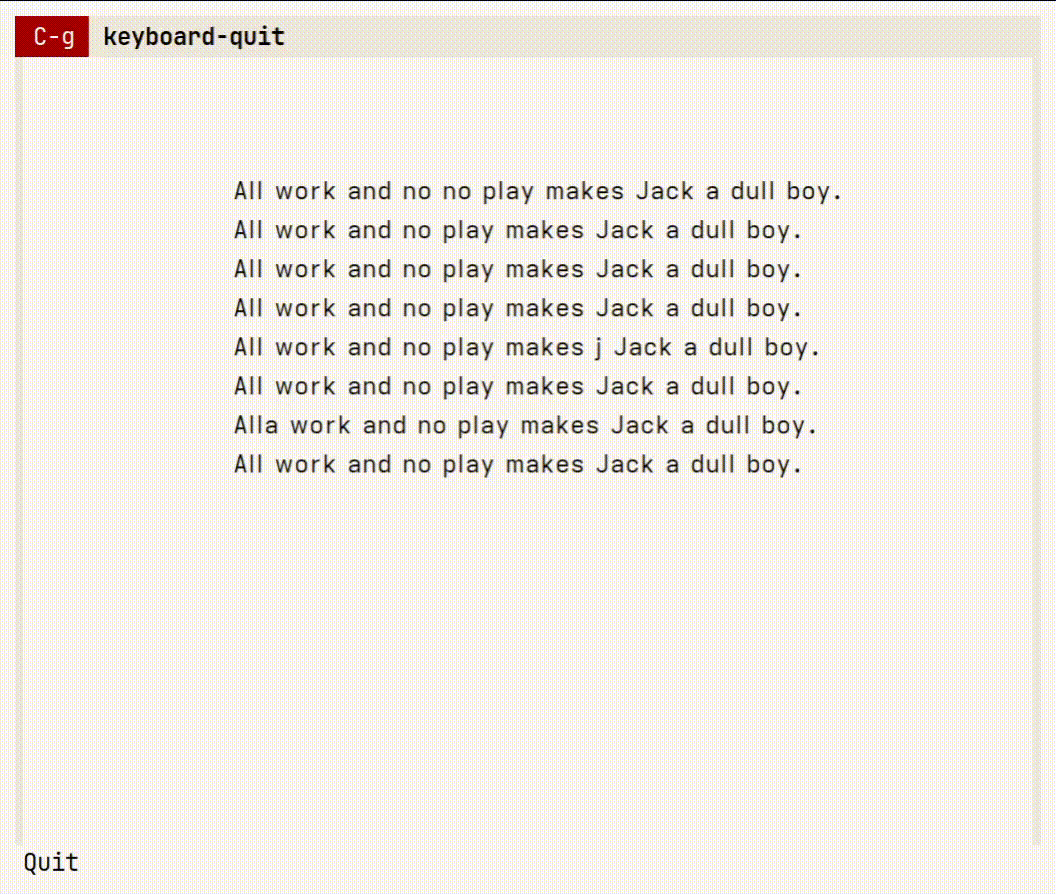 C-g keyboard-quit
All work and no no play makes Jack a dull boy.
All work and no play makes Jack a dull boy.
All work and no play makes Jack a dull boy.
All work and no play makes Jack a dull boy.
All work and no play makes j Jack a dull boy.
All work and no play makes Jack a dull boy.
Alla work and no play makes Jack a dull boy.
All work and no play makes Jack a dull boy.
Quit